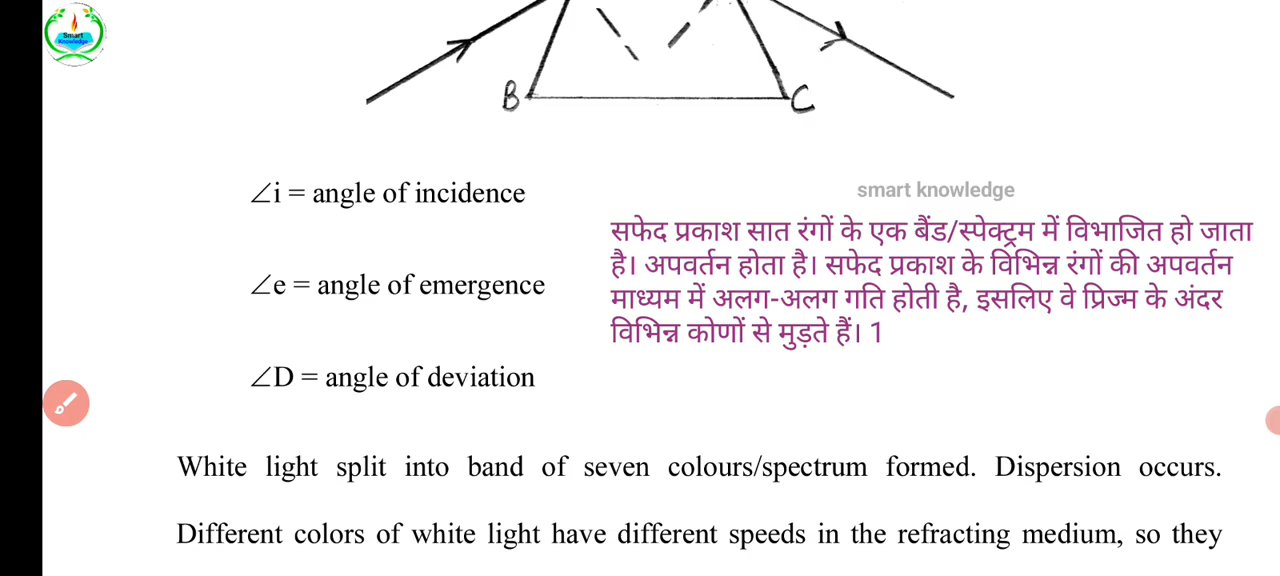 Smart
Knowledge
B
C
∠i = angle of incidence
smart knowledge
सफेद प्रकाश सात रंगों के एक बैंड/स्पेक्ट्रम में विभाजित हो जाता
है। अपवर्तन होता है। सफेद प्रकाश के विभिन्न रंगों की अपवर्तन
माध्यम में अलग-अलग गति होती है, इसलिए वे प्रिज्म के अंदर
विभिन्न कोणों से मुड़ते हैं। 1
∠e = angle of emergence
∠D = angle of deviation
White light split into band of seven colours/spectrum formed. Dispersion occurs.
Different colors of white light have different speeds in the refracting medium, so they